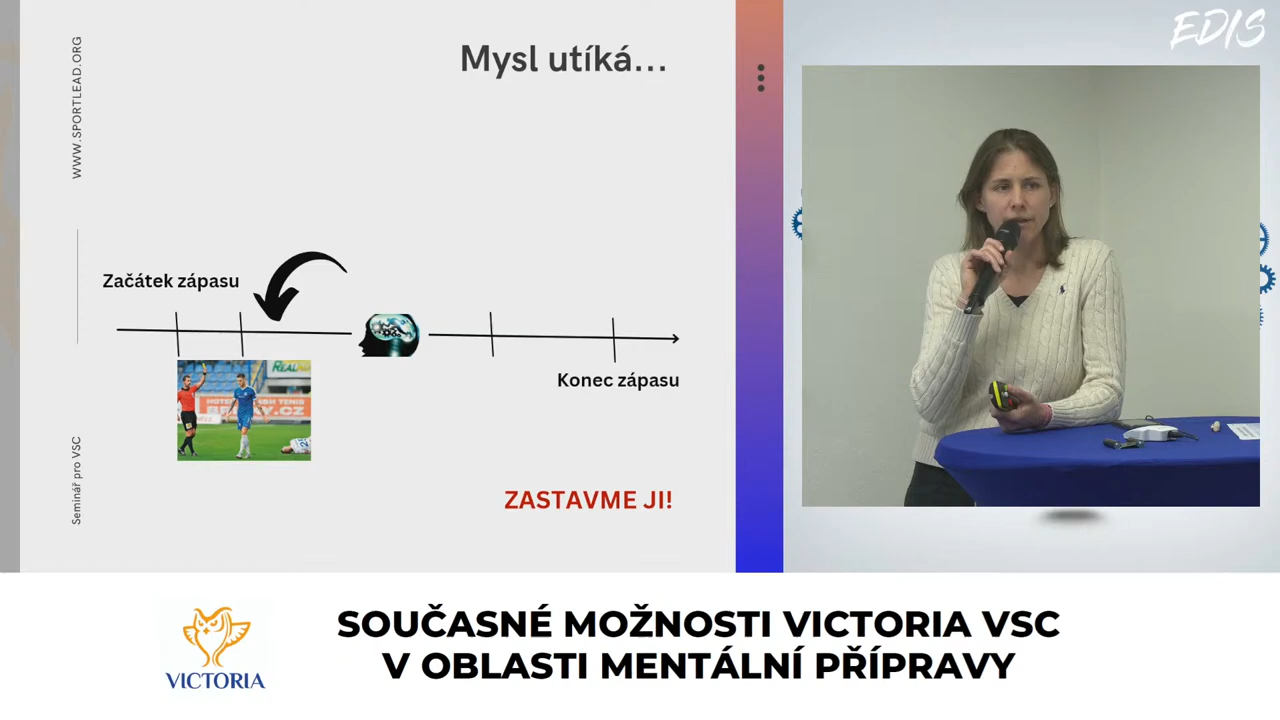 WWW.SPORTLEAD.ORG
Mysl utíká...
EDIS
Začátek zápasu
Konec zápasu
Seminář pro VSC
ZASTAVME JI!
VICTORIA
SOUČASNÉ MOŽNOSTI VICTORIA VSC
V OBLASTI MENTÁLNÍ PŘÍPRAVY